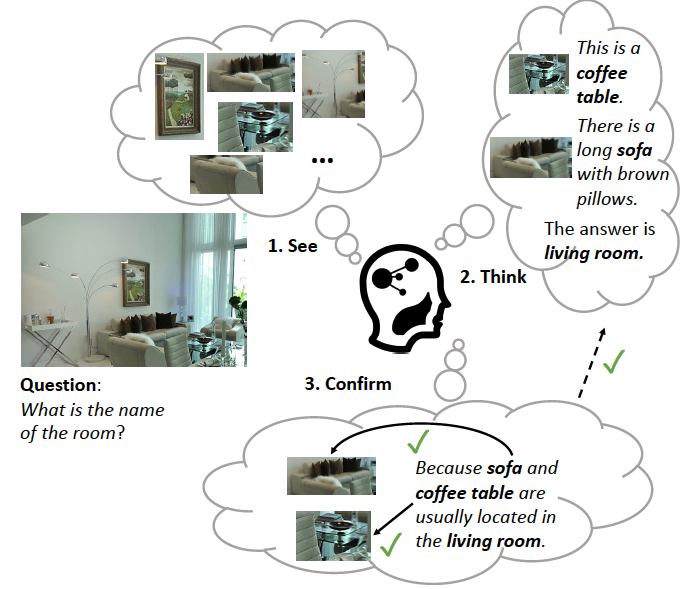 This is a
coffee
table.
There is a
long sofa
with brown
pillows.
The answer is
living room.
...
1. See
2. Think
3. Confirm
Question:
What is the name
of the room?
Because sofa and
coffee table are
usually located in
the living room.